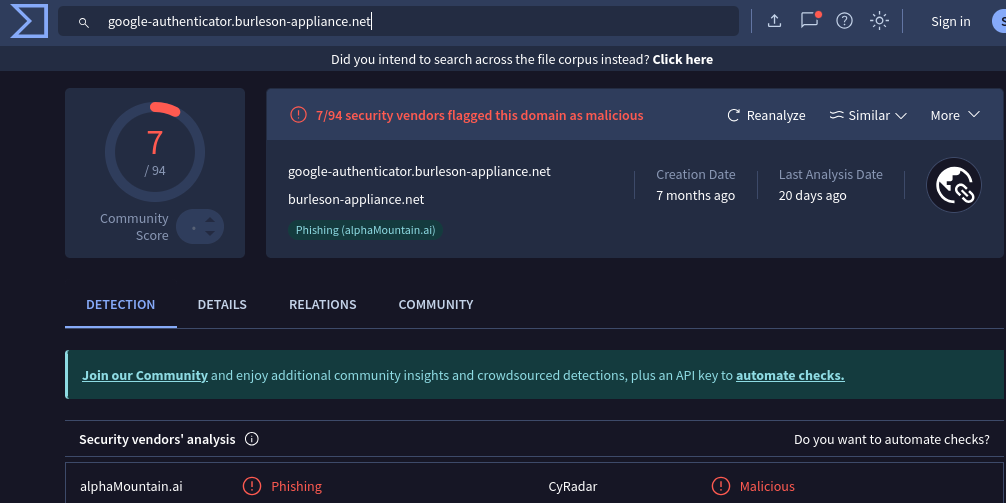 google-authenticator.burleson-appliance.net
Sign in
Did you intend to search across the file corpus instead? Click here
7
/ 94
Community
Score
7/94 security vendors flagged this domain as malicious
Reanalyze
Similar
More
google-authenticator.burleson-appliance.net
burleson-appliance.net
Phishing (alphaMountain.ai)
Creation Date
7 months ago
Last Analysis Date
20 days ago
DETECTION
DETAILS
RELATIONS
COMMUNITY
Join our Community and enjoy additional community insights and crowdsourced detections, plus an API key to automate checks.
Security vendors' analysis
Do you want to automate checks?
alphaMountain.ai
Phishing
CyRadar
Malicious